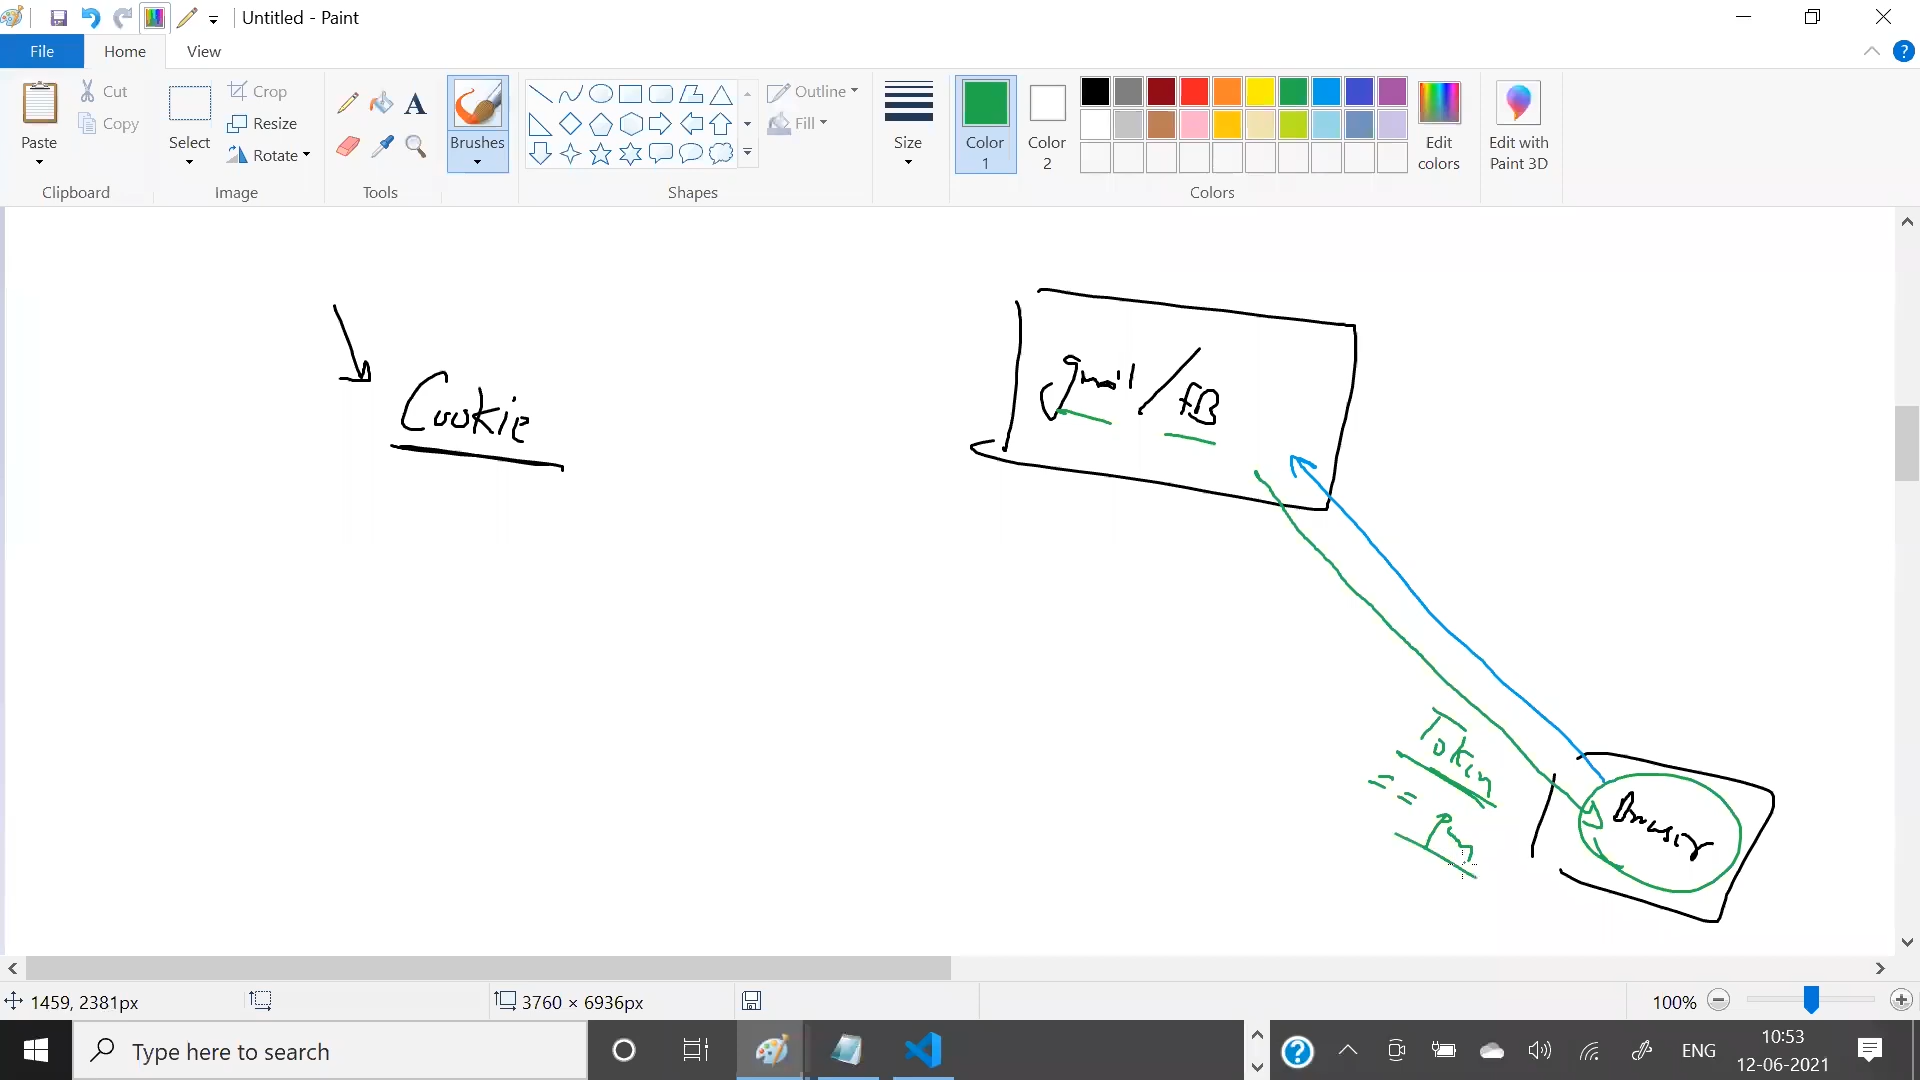 Untitled - Paint
File
Home
View
Paste
Cut
Copy
Clipboard
Select
Crop
Resize
Rotate
Image
Tools
Brushes
Shapes
Outline
Fill
Size
Color
1
Color
2
Colors
Edit
colors
Edit with
Paint 3D
Cookie
gmail/FB
Token
Browser
1459, 2381px
3760 × 6936px
100%
Type here to search
ENG
10:53
12-06-2021